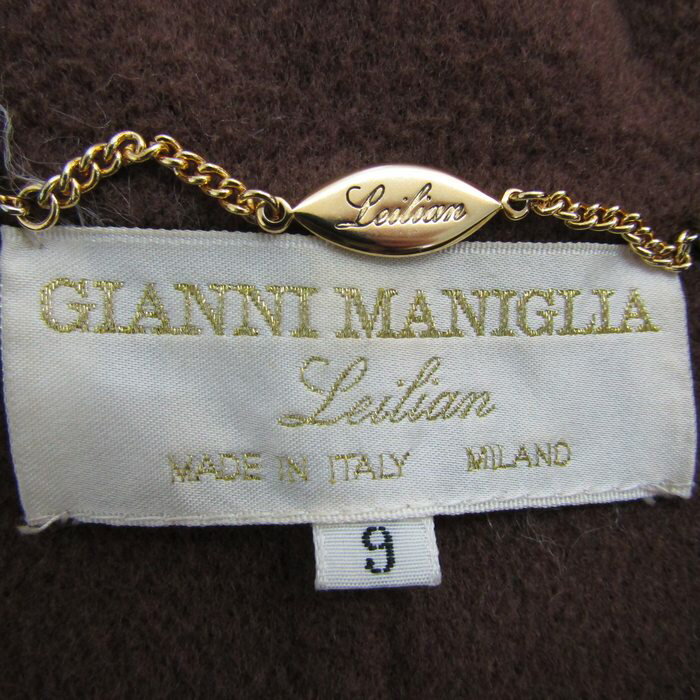 Leilian
GIANNI MANIGLIA
Leilian
MADE IN ITALY MILANO
9